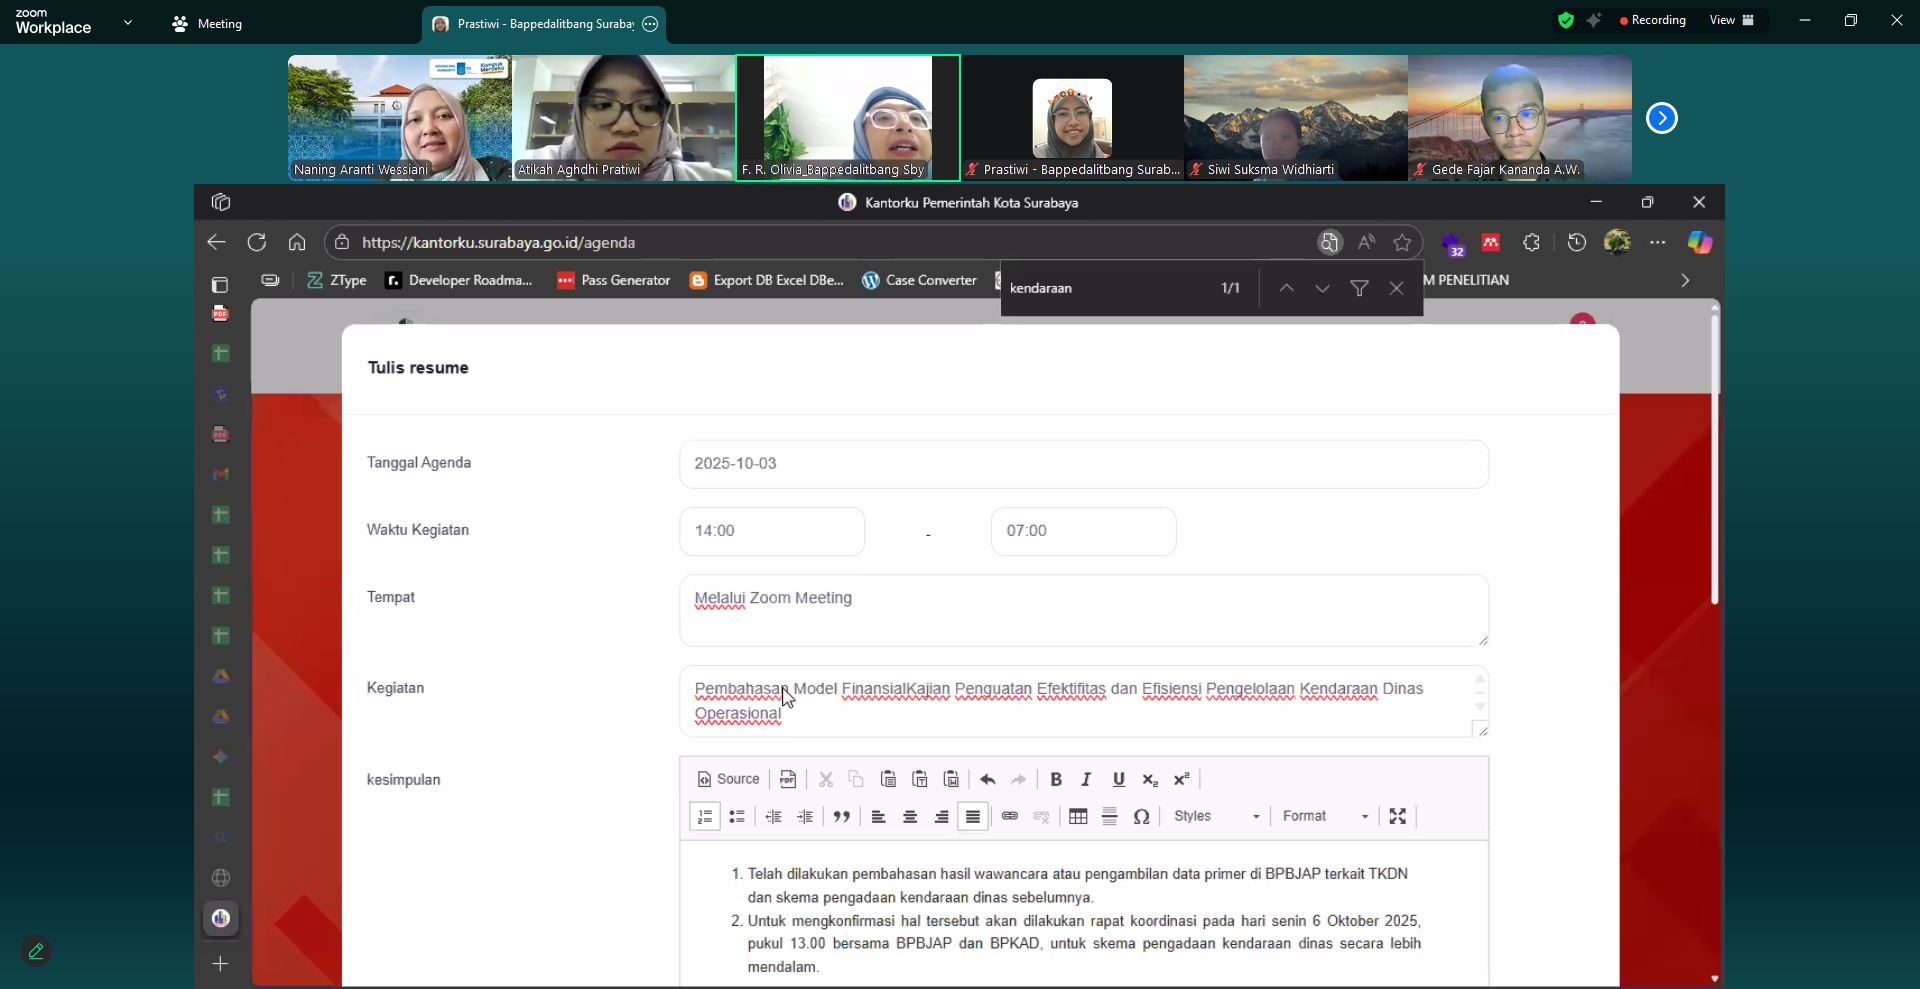 zoom
Workplace
Meeting
Prastiwi - Bappedalitbang Surabay
Recording
View
Naning Aranti Wessiani
Atikah Aghdhi Pratiwi
F. R. Olivia_Bappedalitbang Sby
Prastiwi - Bappedalitbang Surab...
Siwi Suksma Widhiarti
Gede Fajar Kananda A.W.
Kantorku Pemerintah Kota Surabaya
https://kantorku.surabaya.go.id/agenda
32
ZType
Developer Roadma...
Pass Generator
Export DB Excel DBe...
Case Converter
kendaraan
1/1
M PENELITIAN
Tulis resume
Tanggal Agenda
2025-10-03
Waktu Kegiatan
14:00
-
07:00
Tempat
Melalui Zoom Meeting
Kegiatan
Pembahasan Model FinansialKajian Penguatan Efektifitas dan Efisiensi Pengelolaan Kendaraan Dinas
Operasional
kesimpulan
Source
Styles
Format
1. Telah dilakukan pembahasan hasil wawancara atau pengambilan data primer di BPBJAP terkait TKDN
dan skema pengadaan kendaraan dinas sebelumnya.
2. Untuk mengkonfirmasi hal tersebut akan dilakukan rapat koordinasi pada hari senin 6 Oktober 2025,
pukul 13.00 bersama BPBJAP dan BPKAD, untuk skema pengadaan kendaraan dinas secara lebih
mendalam.